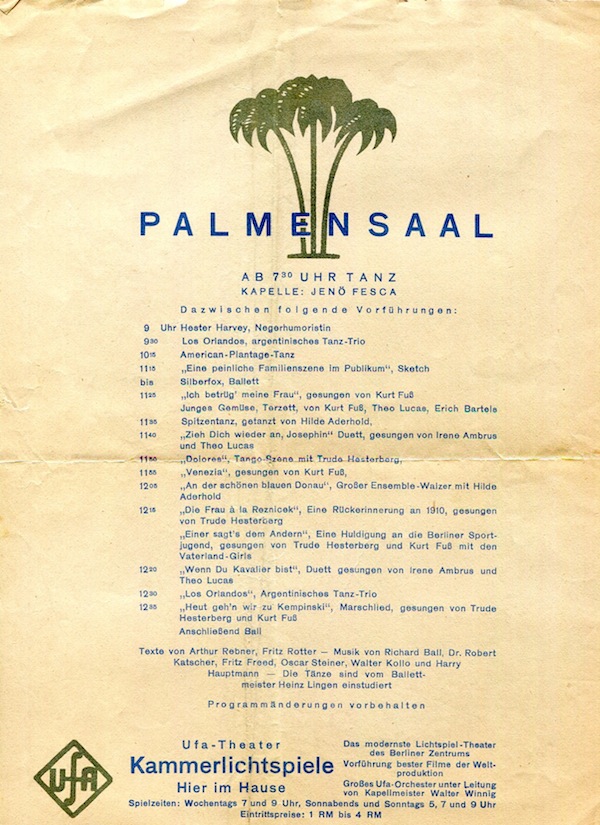 PALMENSAAL
AB 7³⁰ UHR TANZ
KAPELLE: JENÖ FESCA
Dazwischen folgende Vorführungen:
9 Uhr Hester Harvey, Negerhumoristin
9³⁰ Los Orlandos, argentinisches Tanz-Trio
10¹⁵ American-Plantage-Tanz
11¹⁵ „Eine peinliche Familienszene im Publikum“, Sketch
bis Silberfox, Ballett
11²⁵ „Ich betrüg' meine Frau“, gesungen von Kurt Fuß
Junges Gemüse, Terzett, von Kurt Fuß, Theo Lucas, Erich Bartels
11³⁵ Spitzentanz, getanzt von Hilde Aderhold,
11⁴⁰ „Zieh Dich wieder an, Josephin“ Duett, gesungen von Irene Ambrus
und Theo Lucas
11⁵⁰ „Dolores“, Tango-Szene mit Trude Hesterberg,
11⁵⁵ „Venezia“, gesungen von Kurt Fuß,
12⁰⁵ „An der schönen blauen Donau“, Großer Ensemble-Walzer mit Hilde
Aderhold
12¹⁵ „Die Frau à la Reznicek“, Eine Rückerinnerung an 1910, gesungen
von Trude Hesterberg
„Einer sagt's dem Andern“, Eine Huldigung an die Berliner Sport-
jugend, gesungen von Trude Hesterberg und Kurt Fuß mit den
Vaterland-Girls
12²⁰ „Wenn Du Kavalier bist“, Duett gesungen von Irene Ambrus und
Theo Lucas
12³⁰ „Los Orlandos“, Argentinisches Tanz-Trio
12³⁵ „Heut geh'n wir zu Kempinski“, Marschlied, gesungen von Trude
Hesterberg und Kurt Fuß
Anschließend Ball
Texte von Arthur Rebner, Fritz Rotter — Musik von Richard Ball, Dr. Robert
Katscher, Fritz Freed, Oscar Steiner, Walter Kollo und Harry
Hauptmann — Die Tänze sind vom Ballett-
meister Heinz Lingen einstudiert
Programmänderungen vorbehalten
UFA
Ufa-Theater
Kammerlichtspiele
Hier im Hause
Das modernste Lichtspiel-Theater
des Berliner Zentrums
Vorführung bester Filme der Welt-
produktion
Großes Ufa-Orchester unter Leitung
von Kapellmeister Walter Winnig
Spielzeiten: Wochentags 7 und 9 Uhr, Sonnabends und Sonntags 5, 7 und 9 Uhr
Eintrittspreise: 1 RM bis 4 RM